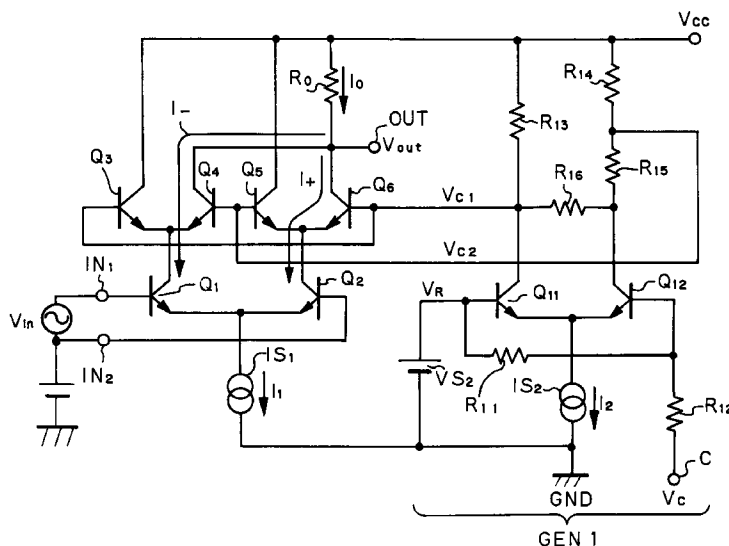 Vcc
R0
I0
R14
I-
OUT
Vout
R13
Q3
Q4
Q5
I+
Q6
R16
R15
VC1
VC2
IN1
Q1
Q2
VR
Q11
Q12
Vin
IN2
IS1
I1
VS2
R11
IS2
I2
R12
C
GND
Vc
GEN 1